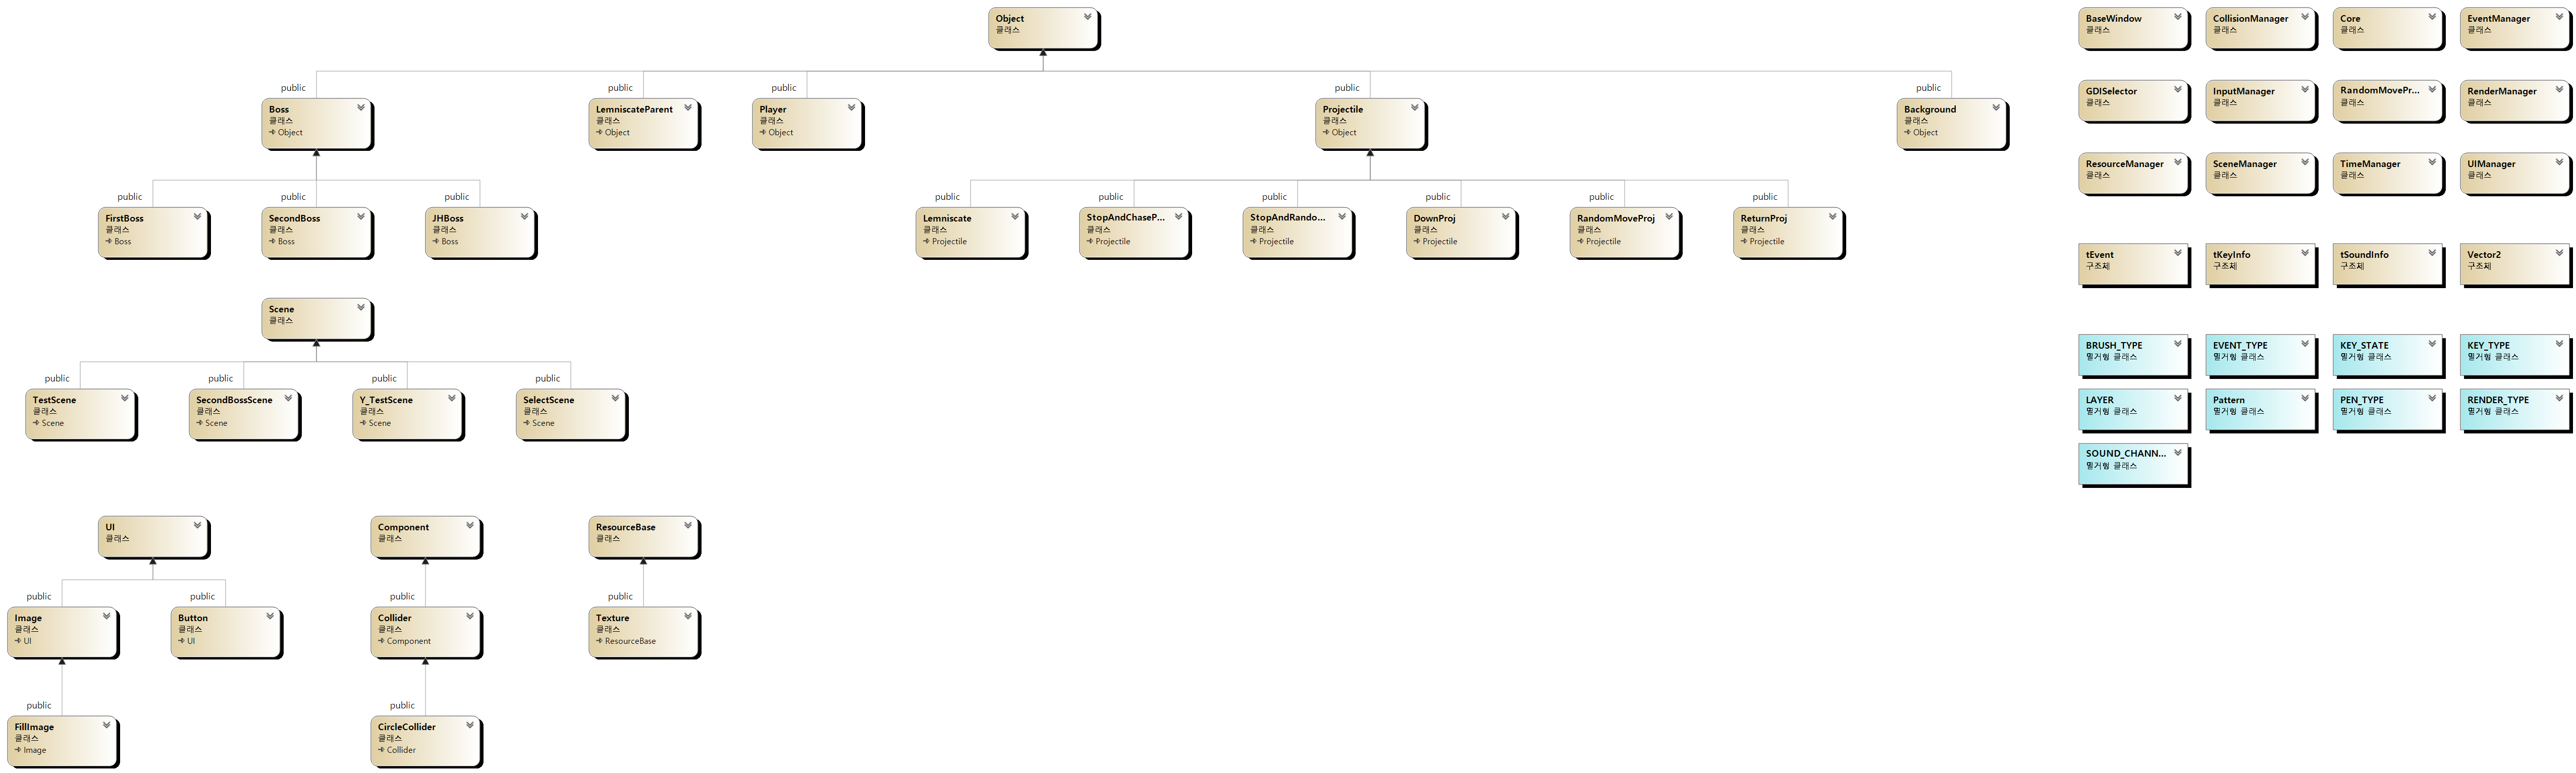 Object
클래스
BaseWindow
클래스
CollisionManager
클래스
Core
클래스
EventManager
클래스
public
public
public
public
public
Boss
클래스
Object
LemniscateParent
클래스
Object
Player
클래스
Object
Projectile
클래스
Object
Background
클래스
Object
GDISelector
클래스
InputManager
클래스
RandomMovePr...
클래스
RenderManager
클래스
ResourceManager
클래스
SceneManager
클래스
TimeManager
클래스
UIManager
클래스
public
public
public
public
public
public
public
public
public
FirstBoss
클래스
Boss
SecondBoss
클래스
Boss
JHBoss
클래스
Boss
Lemniscate
클래스
Projectile
StopAndChaseP...
클래스
Projectile
StopAndRando...
클래스
Projectile
DownProj
클래스
Projectile
RandomMoveProj
클래스
Projectile
ReturnProj
클래스
Projectile
tEvent
구조체
tKeyInfo
구조체
tSoundInfo
구조체
Vector2
구조체
Scene
클래스
BRUSH_TYPE
열거형 클래스
EVENT_TYPE
열거형 클래스
KEY_STATE
열거형 클래스
KEY_TYPE
열거형 클래스
public
public
public
public
TestScene
클래스
Scene
SecondBossScene
클래스
Scene
Y_TestScene
클래스
Scene
SelectScene
클래스
Scene
LAYER
열거형 클래스
Pattern
열거형 클래스
PEN_TYPE
열거형 클래스
RENDER_TYPE
열거형 클래스
SOUND_CHANN...
열거형 클래스
UI
클래스
Component
클래스
ResourceBase
클래스
public
public
public
public
Image
클래스
UI
Button
클래스
UI
Collider
클래스
Component
Texture
클래스
ResourceBase
public
public
FillImage
클래스
Image
CircleCollider
클래스
Collider